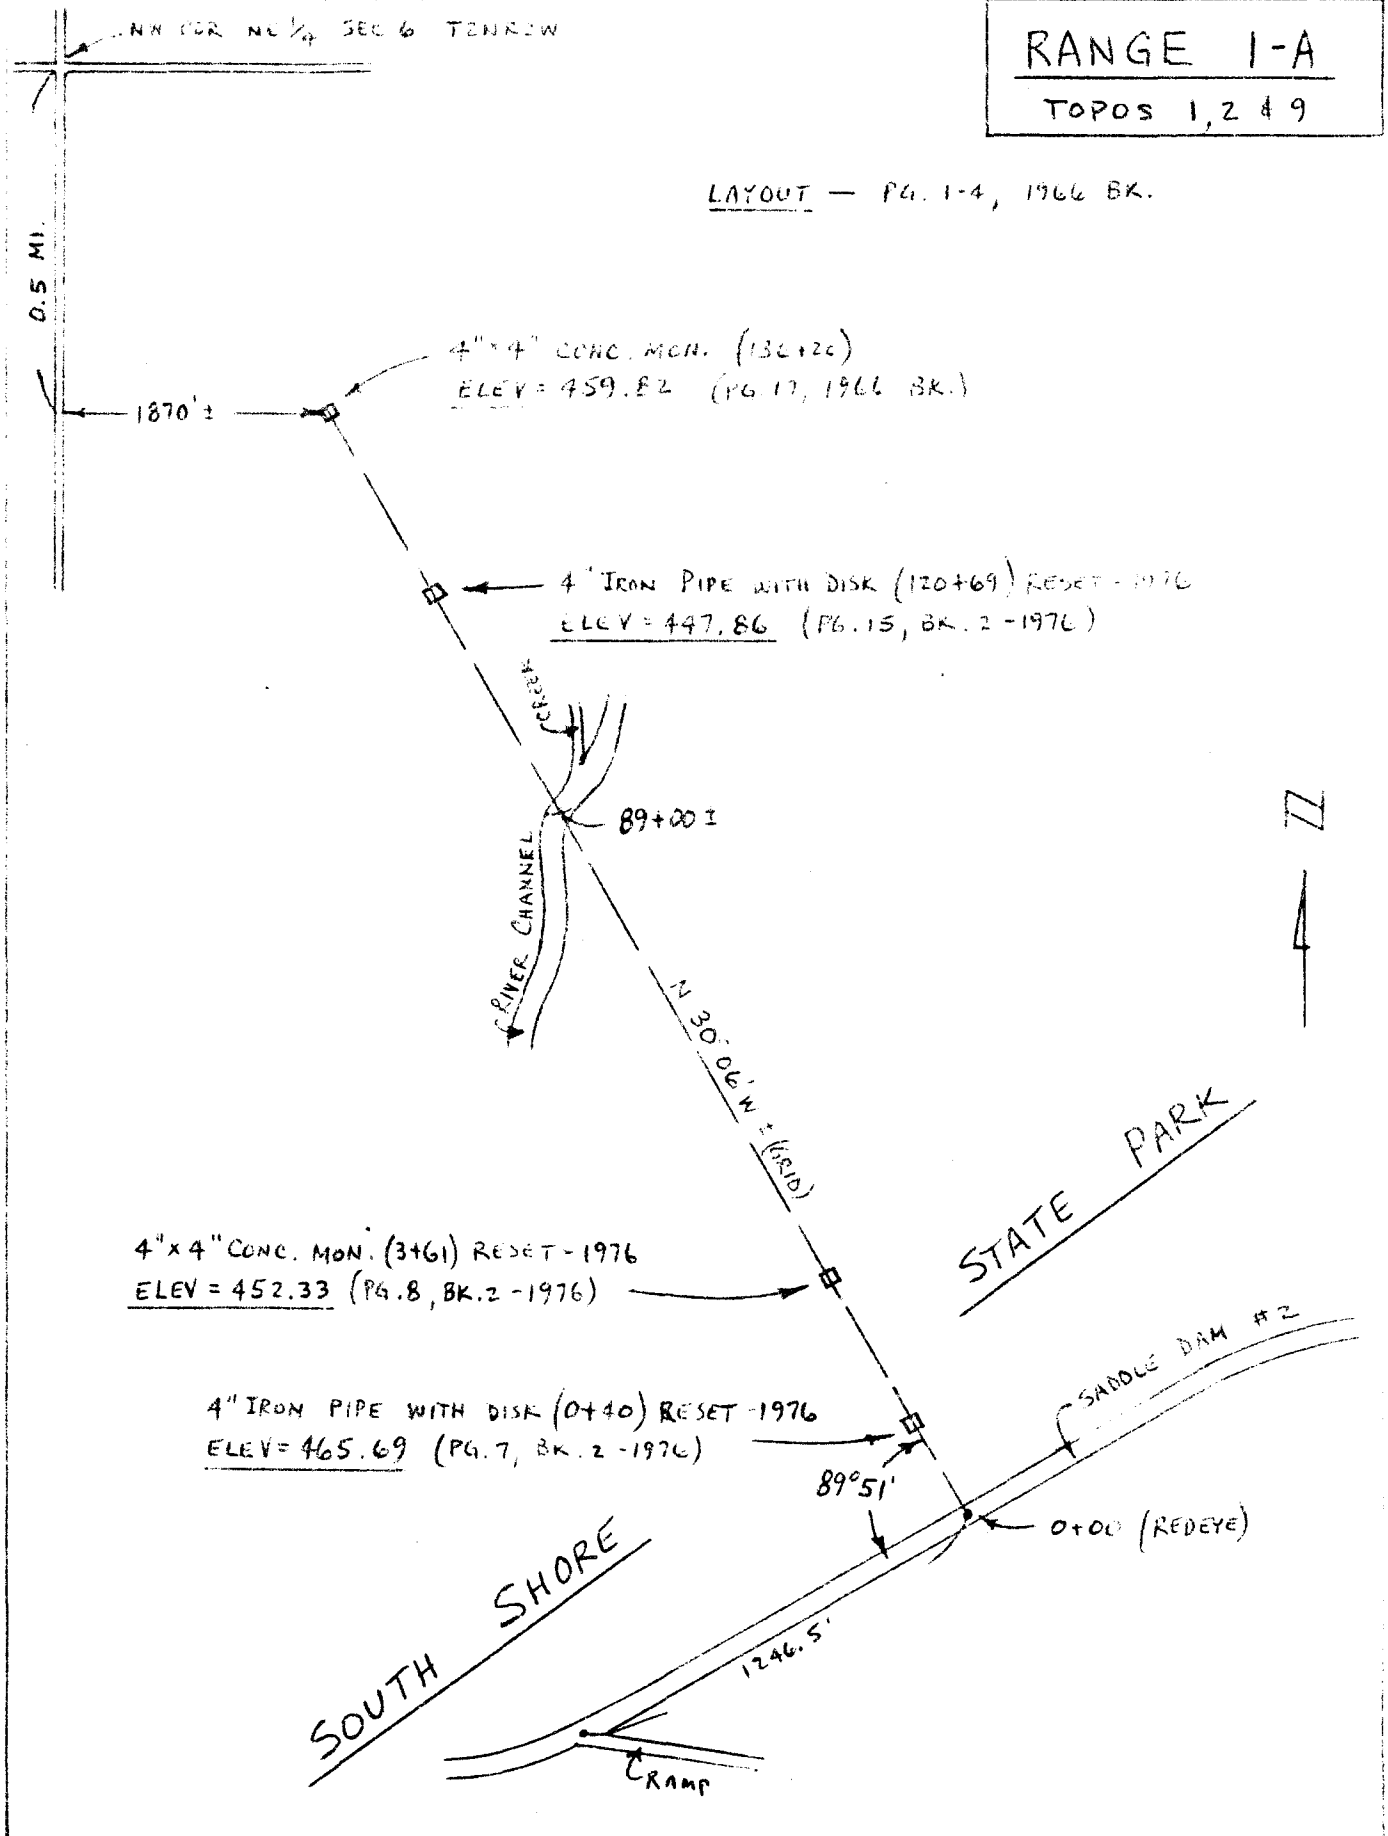 NW COR NE 1/4 SEC 6 T2NR2W
RANGE 1-A
TOPOS 1, 2 & 9
LAYOUT — PG. 1-4, 1966 BK.
0.5 MI.
4"x4" CONC. MON. (136+26)
ELEV = 459.82 (PG. 17, 1966 BK.)
1870'±
4" IRON PIPE WITH DISK (120+69) RESET - 1976
ELEV = 447.86 (PG. 15, BK. 2 - 1976)
CREEK
89+00 ±
RIVER CHANNEL
N
N 30° 06' W ± (GRID)
STATE PARK
4"x 4" CONC. MON. (3+61) RESET - 1976
ELEV = 452.33 (PG. 8, BK. 2 - 1976)
SADDLE DAM #2
4" IRON PIPE WITH DISK (0+40) RESET - 1976
ELEV = 465.69 (PG. 7, BK. 2 - 1976)
89°51'
0+00 (REDEYE)
SOUTH SHORE
1246.5'
RAMP